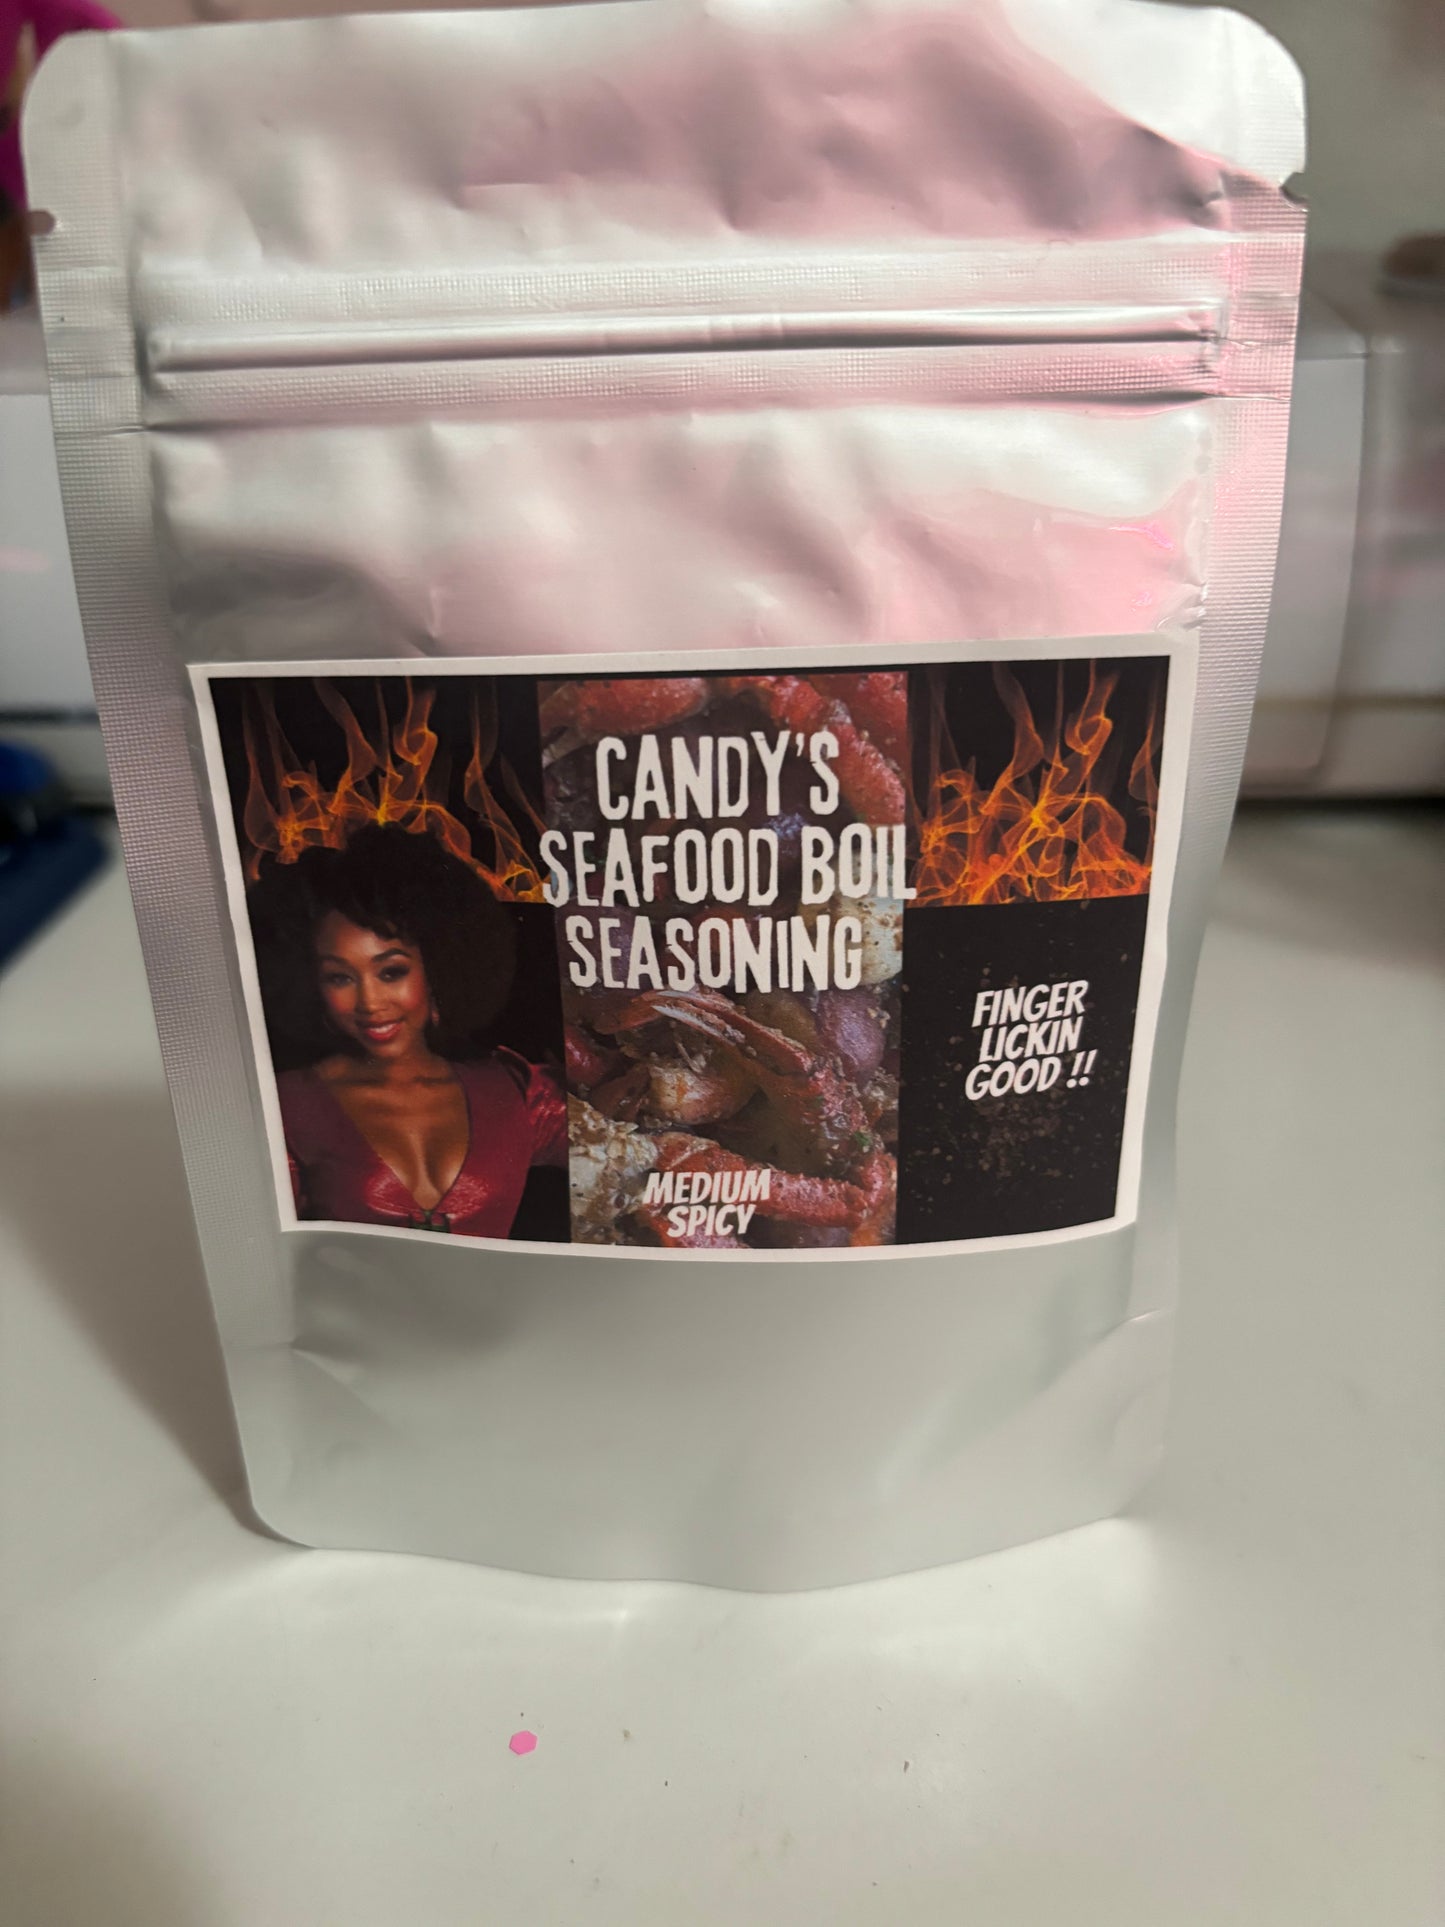 CANDY'S
SEAFOOD BOIL
SEASONING
FINGER
LICKIN
GOOD !!
MEDIUM
SPICY